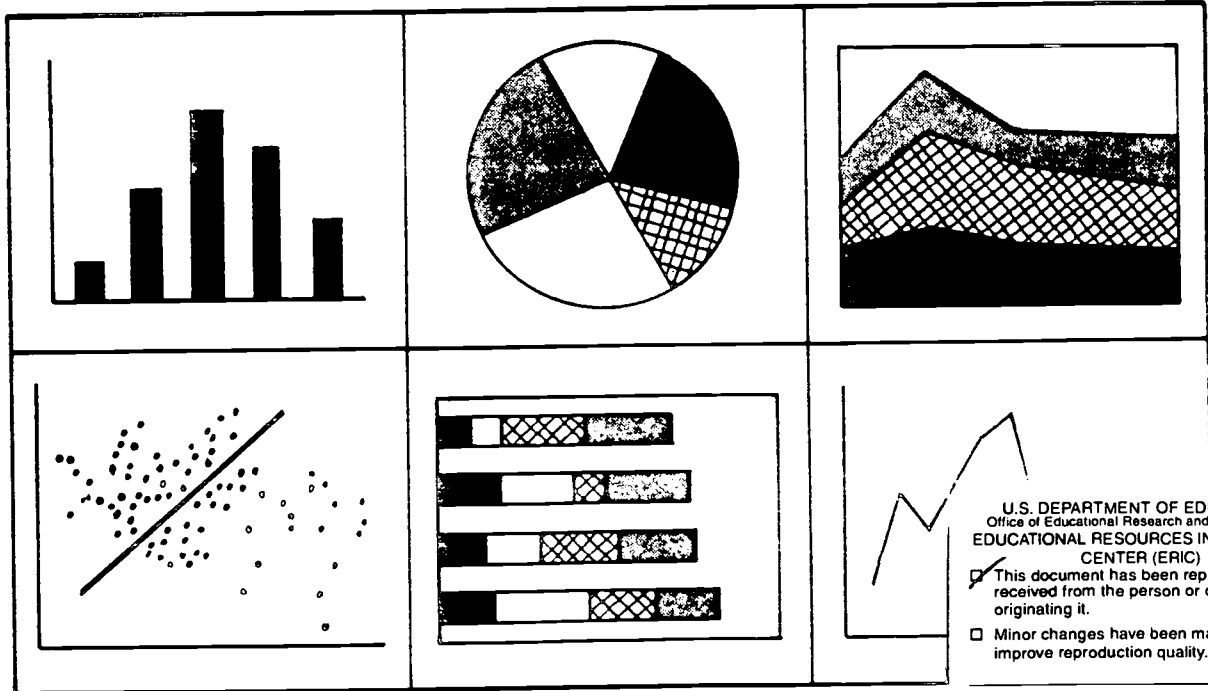 U.S. DEPARTMENT OF ED
Office of Educational Research and
EDUCATIONAL RESOURCES IN
CENTER (ERIC)
□ This document has been rep
received from the person or o
originating it.
□ Minor changes have been ma
improve reproduction quality.